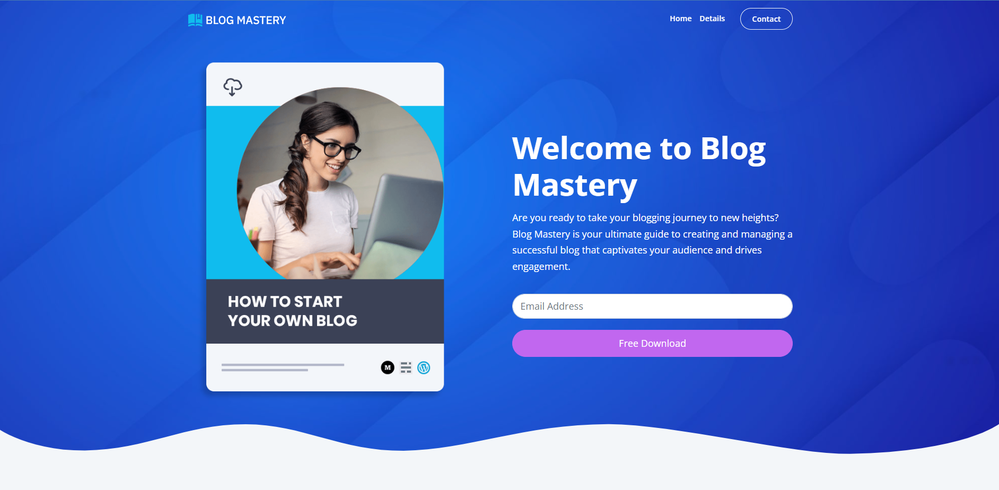 BLOG MASTERY
Home Details Contact
Welcome to Blog
Mastery
Are you ready to take your blogging journey to new heights?
Blog Mastery is your ultimate guide to creating and managing a
successful blog that captivates your audience and drives
engagement.
Email Address
Free Download
HOW TO START
YOUR OWN BLOG
M
W